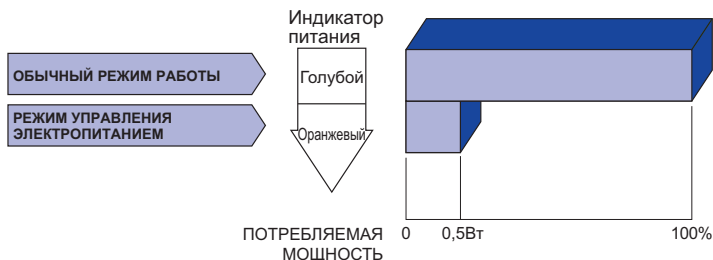 Индикатор
питания
ОБЫЧНЫЙ РЕЖИМ РАБОТЫ
Голубой
РЕЖИМ УПРАВЛЕНИЯ
ЭЛЕКТРОПИТАНИЕМ
Оранжевый
ПОТРЕБЛЯЕМАЯ
МОЩНОСТЬ
0 0,5Вт 100%